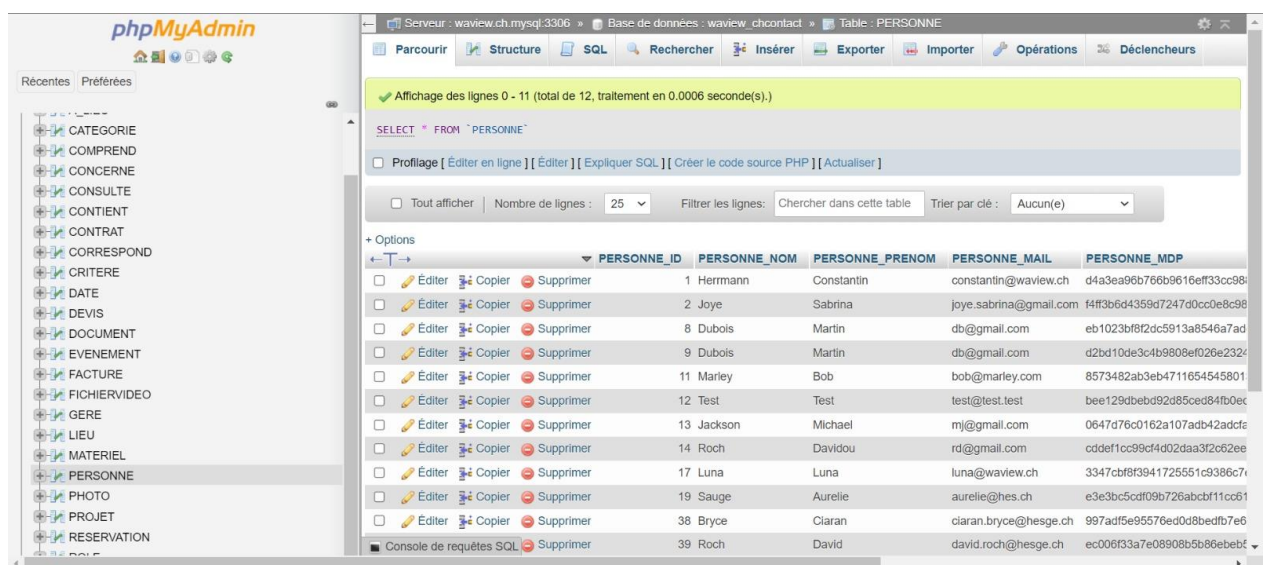 phpMyAdmin
Récentes Préférées
CATEGORIE
COMPREND
CONCERNE
CONSULTE
CONTIENT
CONTRAT
CORRESPOND
CRITERE
DATE
DEVIS
DOCUMENT
EVENEMENT
FACTURE
FICHIERVIDEO
GERE
LIEU
MATERIEL
PERSONNE
PHOTO
PROJET
RESERVATION
Serveur : waview.ch.mysql:3306 » Base de données : waview_chcontact » Table : PERSONNE
Parcourir Structure SQL Rechercher Insérer Exporter Importer Opérations Déclencheurs
Affichage des lignes 0 - 11 (total de 12, traitement en 0.0006 seconde(s).)
SELECT * FROM `PERSONNE`
Profilage [ Éditer en ligne ] [ Éditer ] [ Expliquer SQL ] [ Créer le code source PHP ] [ Actualiser ]
Tout afficher | Nombre de lignes : 25 Filtrer les lignes: Chercher dans cette table Trier par clé : Aucun(e)
+ Options
←T→ PERSONNE_ID PERSONNE_NOM PERSONNE_PRENOM PERSONNE_MAIL PERSONNE_MDP
Éditer Copier Supprimer 1 Herrmann Constantin constantin@waview.ch
Éditer Copier Supprimer 2 Joye Sabrina joye.sabrina@gmail.com
Éditer Copier Supprimer 8 Dubois Martin db@gmail.com
Éditer Copier Supprimer 9 Dubois Martin db@gmail.com
Éditer Copier Supprimer 11 Marley Bob bob@marley.com
Éditer Copier Supprimer 12 Test Test test@test.test
Éditer Copier Supprimer 13 Jackson Michael mj@gmail.com
Éditer Copier Supprimer 14 Roch Davidou rd@gmail.com
Éditer Copier Supprimer 17 Luna Luna luna@waview.ch
Éditer Copier Supprimer 19 Sauge Aurelie aurelie@hes.ch
Éditer Copier Supprimer 38 Bryce Ciaran ciaran.bryce@hesge.ch
Console de requêtes SQL Supprimer 39 Roch David david.roch@hesge.ch